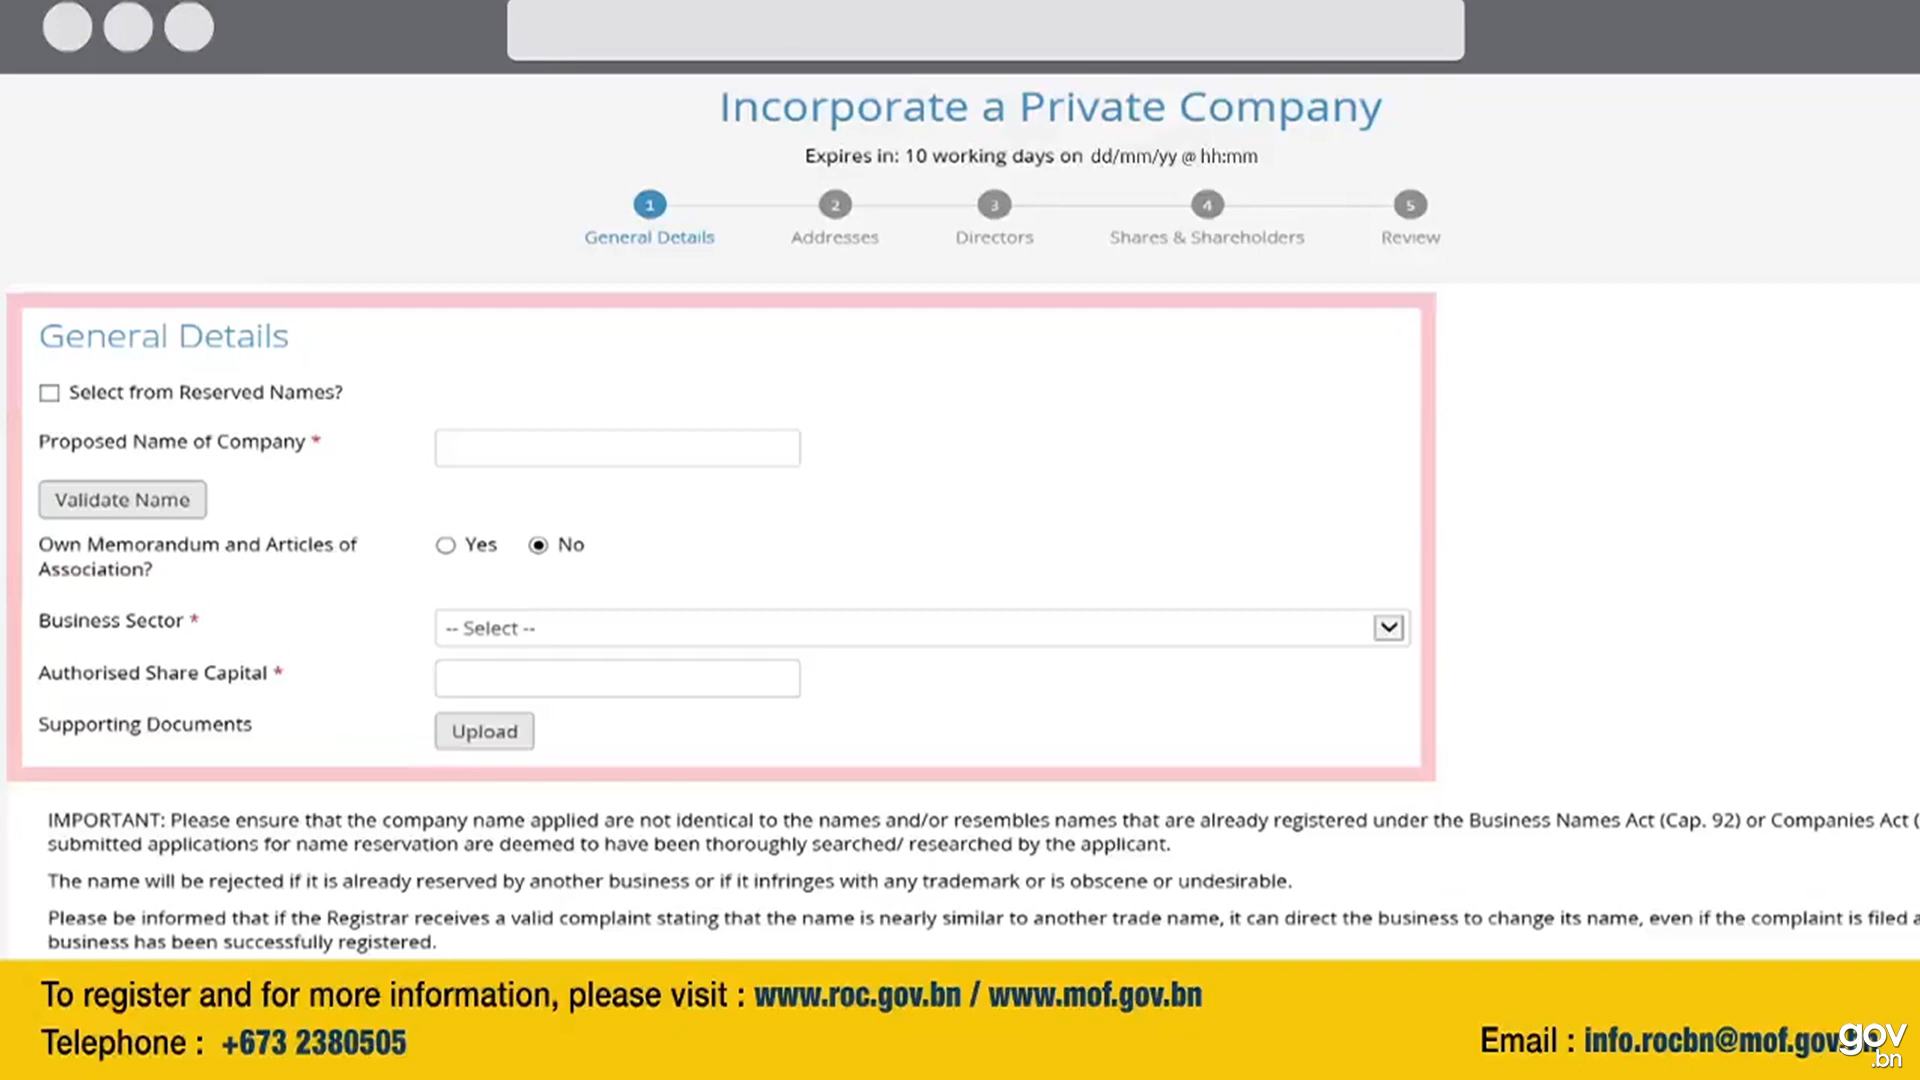 Incorporate a Private Company
Expires in: 10 working days on dd/mm/yy @ hh:mm
1 2 3 4 5
General Details Addresses Directors Shares & Shareholders Review
General Details
Select from Reserved Names?
Proposed Name of Company *
Validate Name
Own Memorandum and Articles of
Association?
Yes No
Business Sector *
-- Select --
Authorised Share Capital *
Supporting Documents
Upload
IMPORTANT: Please ensure that the company name applied are not identical to the names and/or resembles names that are already registered under the Business Names Act (Cap. 92) or Companies Act (
submitted applications for name reservation are deemed to have been thoroughly searched/ researched by the applicant.
The name will be rejected if it is already reserved by another business or if it infringes with any trademark or is obscene or undesirable.
Please be informed that if the Registrar receives a valid complaint stating that the name is nearly similar to another trade name, it can direct the business to change its name, even if the complaint is filed
business has been successfully registered.
To register and for more information, please visit : www.roc.gov.bn / www.mof.gov.bn
Telephone : +673 2380505
Email : info.rocbn@mof.gov
gov
.bn